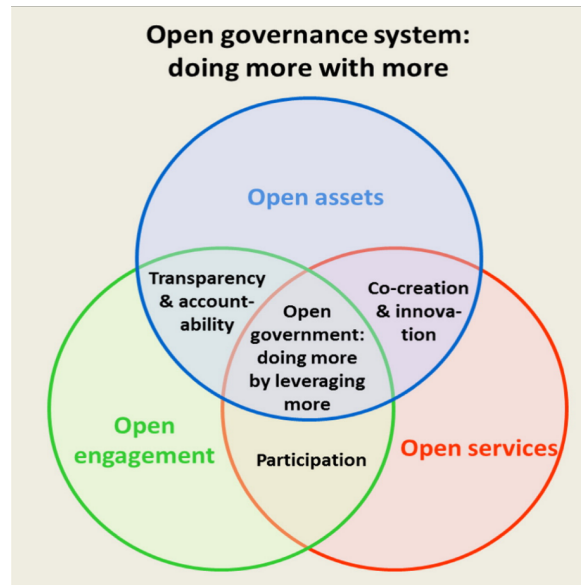 Open governance system:
doing more with more
Open assets
Transparency
& account-
ability
Co-creation
& innova-
tion
Open
government:
doing more
by leveraging
more
Open
engagement
Participation
Open services